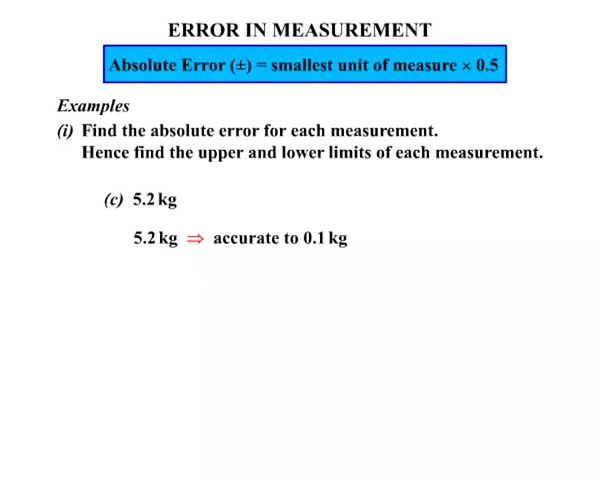 ERROR IN MEASUREMENT
Absolute Error (±) = smallest unit of measure × 0.5
Examples
(i) Find the absolute error for each measurement.
Hence find the upper and lower limits of each measurement.
(c) 5.2 kg
5.2 kg ⇒ accurate to 0.1 kg